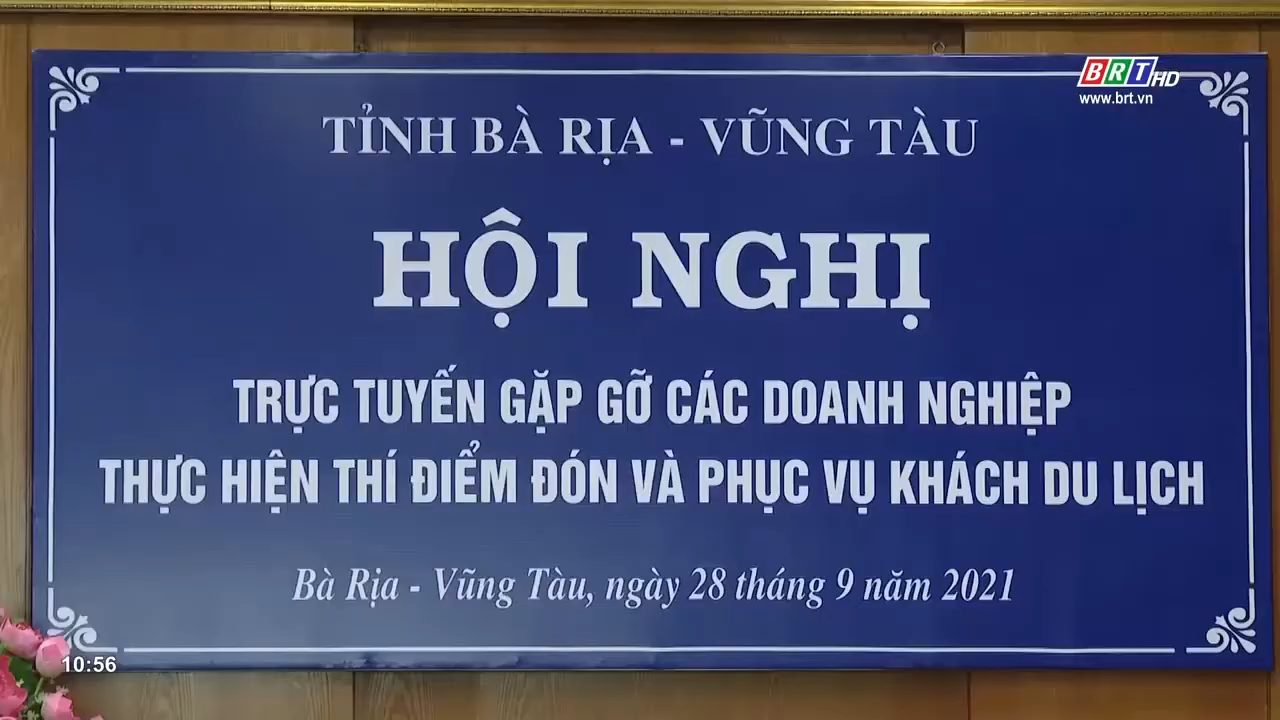 BRT HD
www.brt.vn
TỈNH BÀ RỊA - VŨNG TÀU
HỘI NGHỊ
TRỰC TUYẾN GẶP GỠ CÁC DOANH NGHIỆP
THỰC HIỆN THÍ ĐIỂM ĐÓN VÀ PHỤC VỤ KHÁCH DU LỊCH
Bà Rịa - Vũng Tàu, ngày 28 tháng 9 năm 2021
10:56